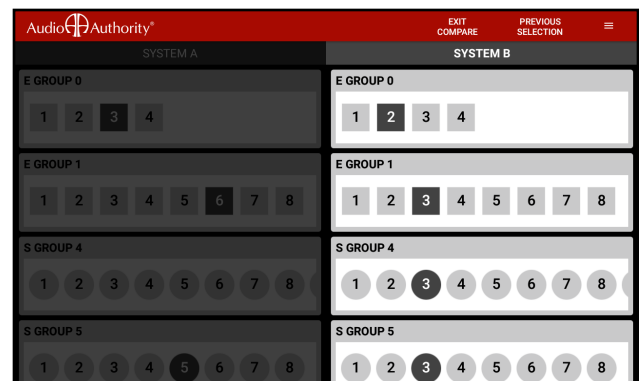 Audio Authority®
EXIT COMPARE
PREVIOUS SELECTION
SYSTEM A
SYSTEM B
E GROUP 0
1 2 3 4
E GROUP 0
1 2 3 4
E GROUP 1
1 2 3 4 5 6 7 8
E GROUP 1
1 2 3 4 5 6 7 8
S GROUP 4
1 2 3 4 5 6 7 8
S GROUP 4
1 2 3 4 5 6 7 8
S GROUP 5
1 2 3 4 5 6 7 8
S GROUP 5
1 2 3 4 5 6 7 8